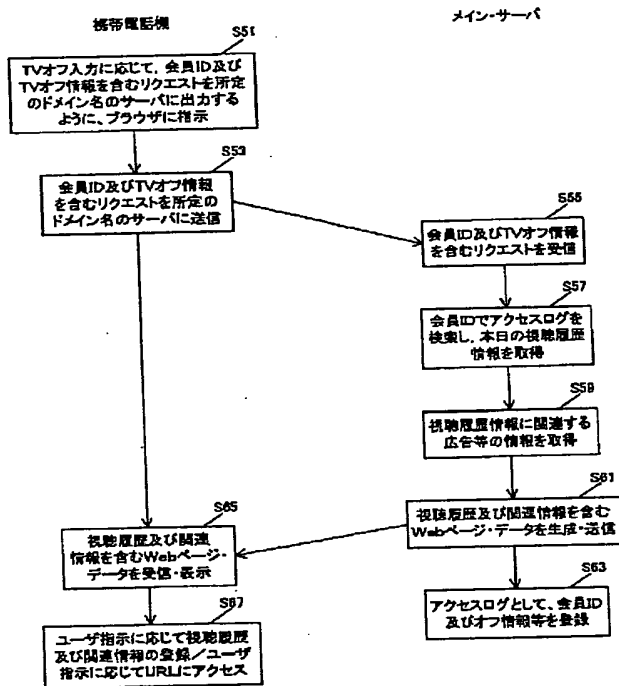 携帯電話機
メイン・サーバ
S51
TVオフ入力に応じて、会員ID及び
TVオフ情報を含むリクエストを所定
のドメイン名のサーバに出力する
ように、ブラウザに指示
S53
会員ID及びTVオフ情報
を含むリクエストを所定の
ドメイン名のサーバに送信
S55
会員ID及びTVオフ情報
を含むリクエストを受信
S57
会員IDでアクセスログを
検索し、本日の視聴履歴
情報を取得
S59
視聴履歴情報に関連する
広告等の情報を取得
S61
視聴履歴及び関連情報を含む
Webページ・データを生成・送信
S65
視聴履歴及び関連
情報を含むWebページ・
データを受信・表示
S63
アクセスログとして、会員ID
及びオフ情報等を登録
S67
ユーザ指示に応じて視聴履歴
及び関連情報の登録／ユーザ
指示に応じてURLにアクセス